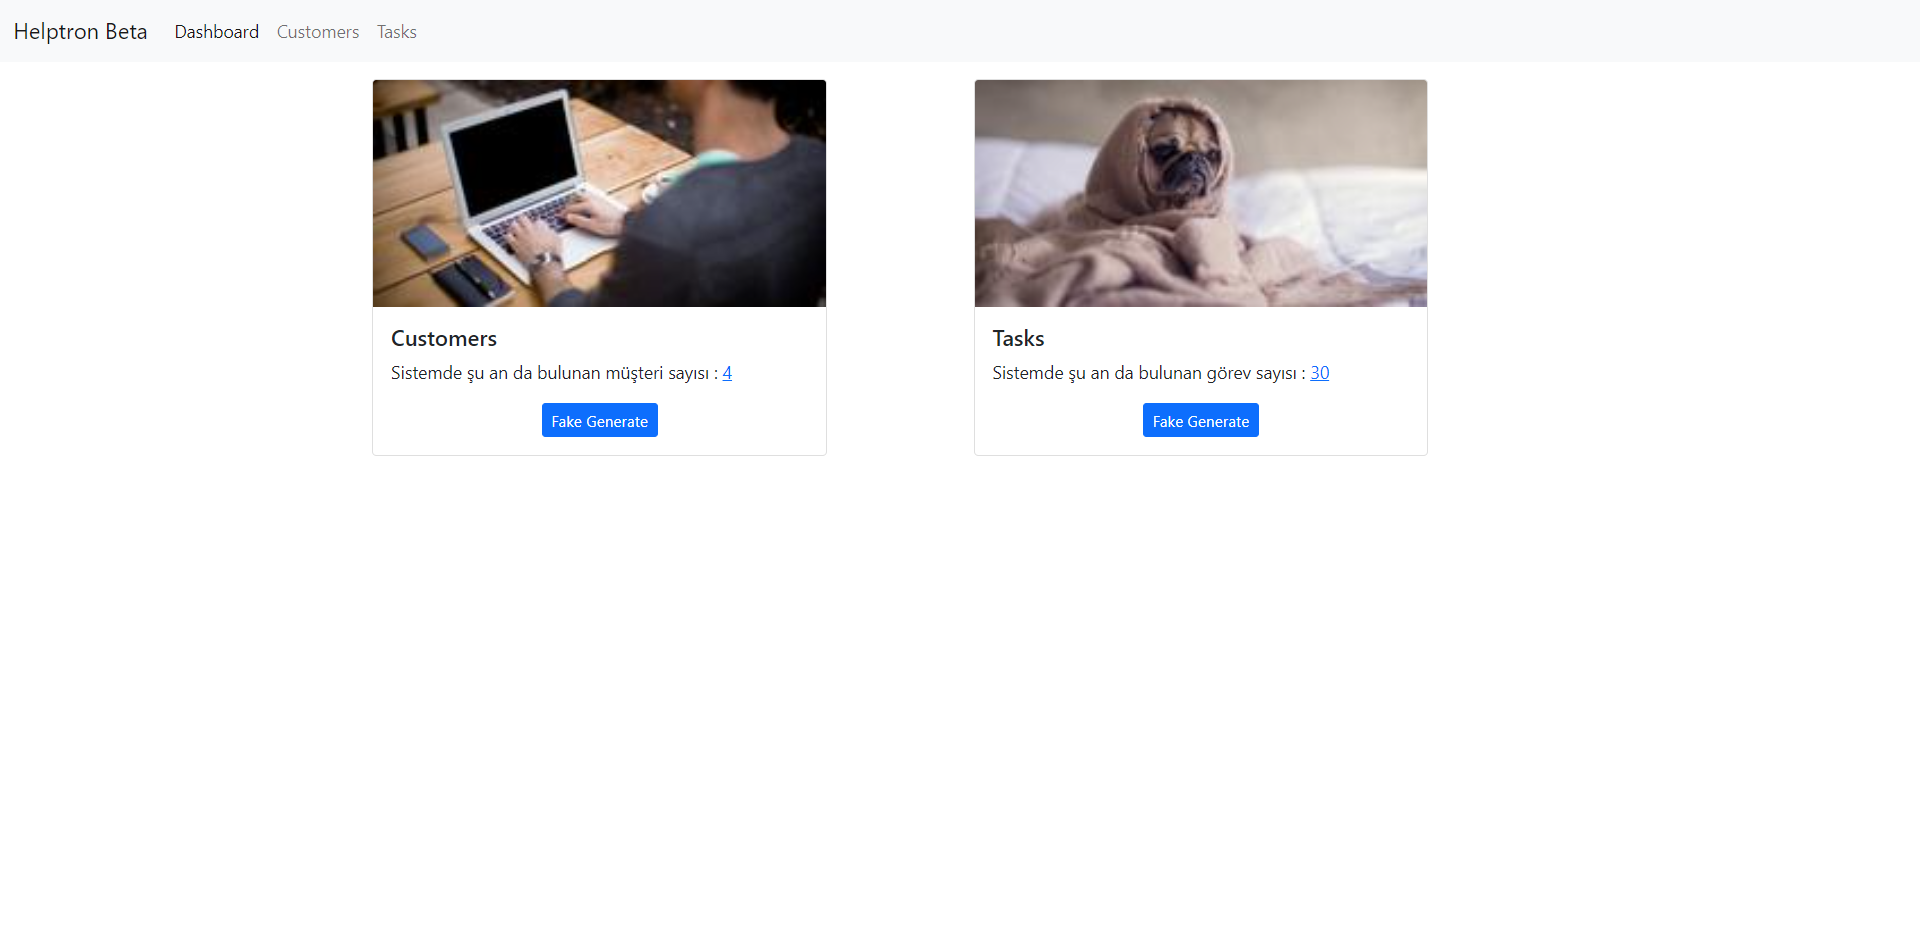 Helptron Beta Dashboard Customers Tasks
Customers
Sistemde şu an da bulunan müşteri sayısı : 4
Fake Generate
Tasks
Sistemde şu an da bulunan görev sayısı : 30
Fake Generate